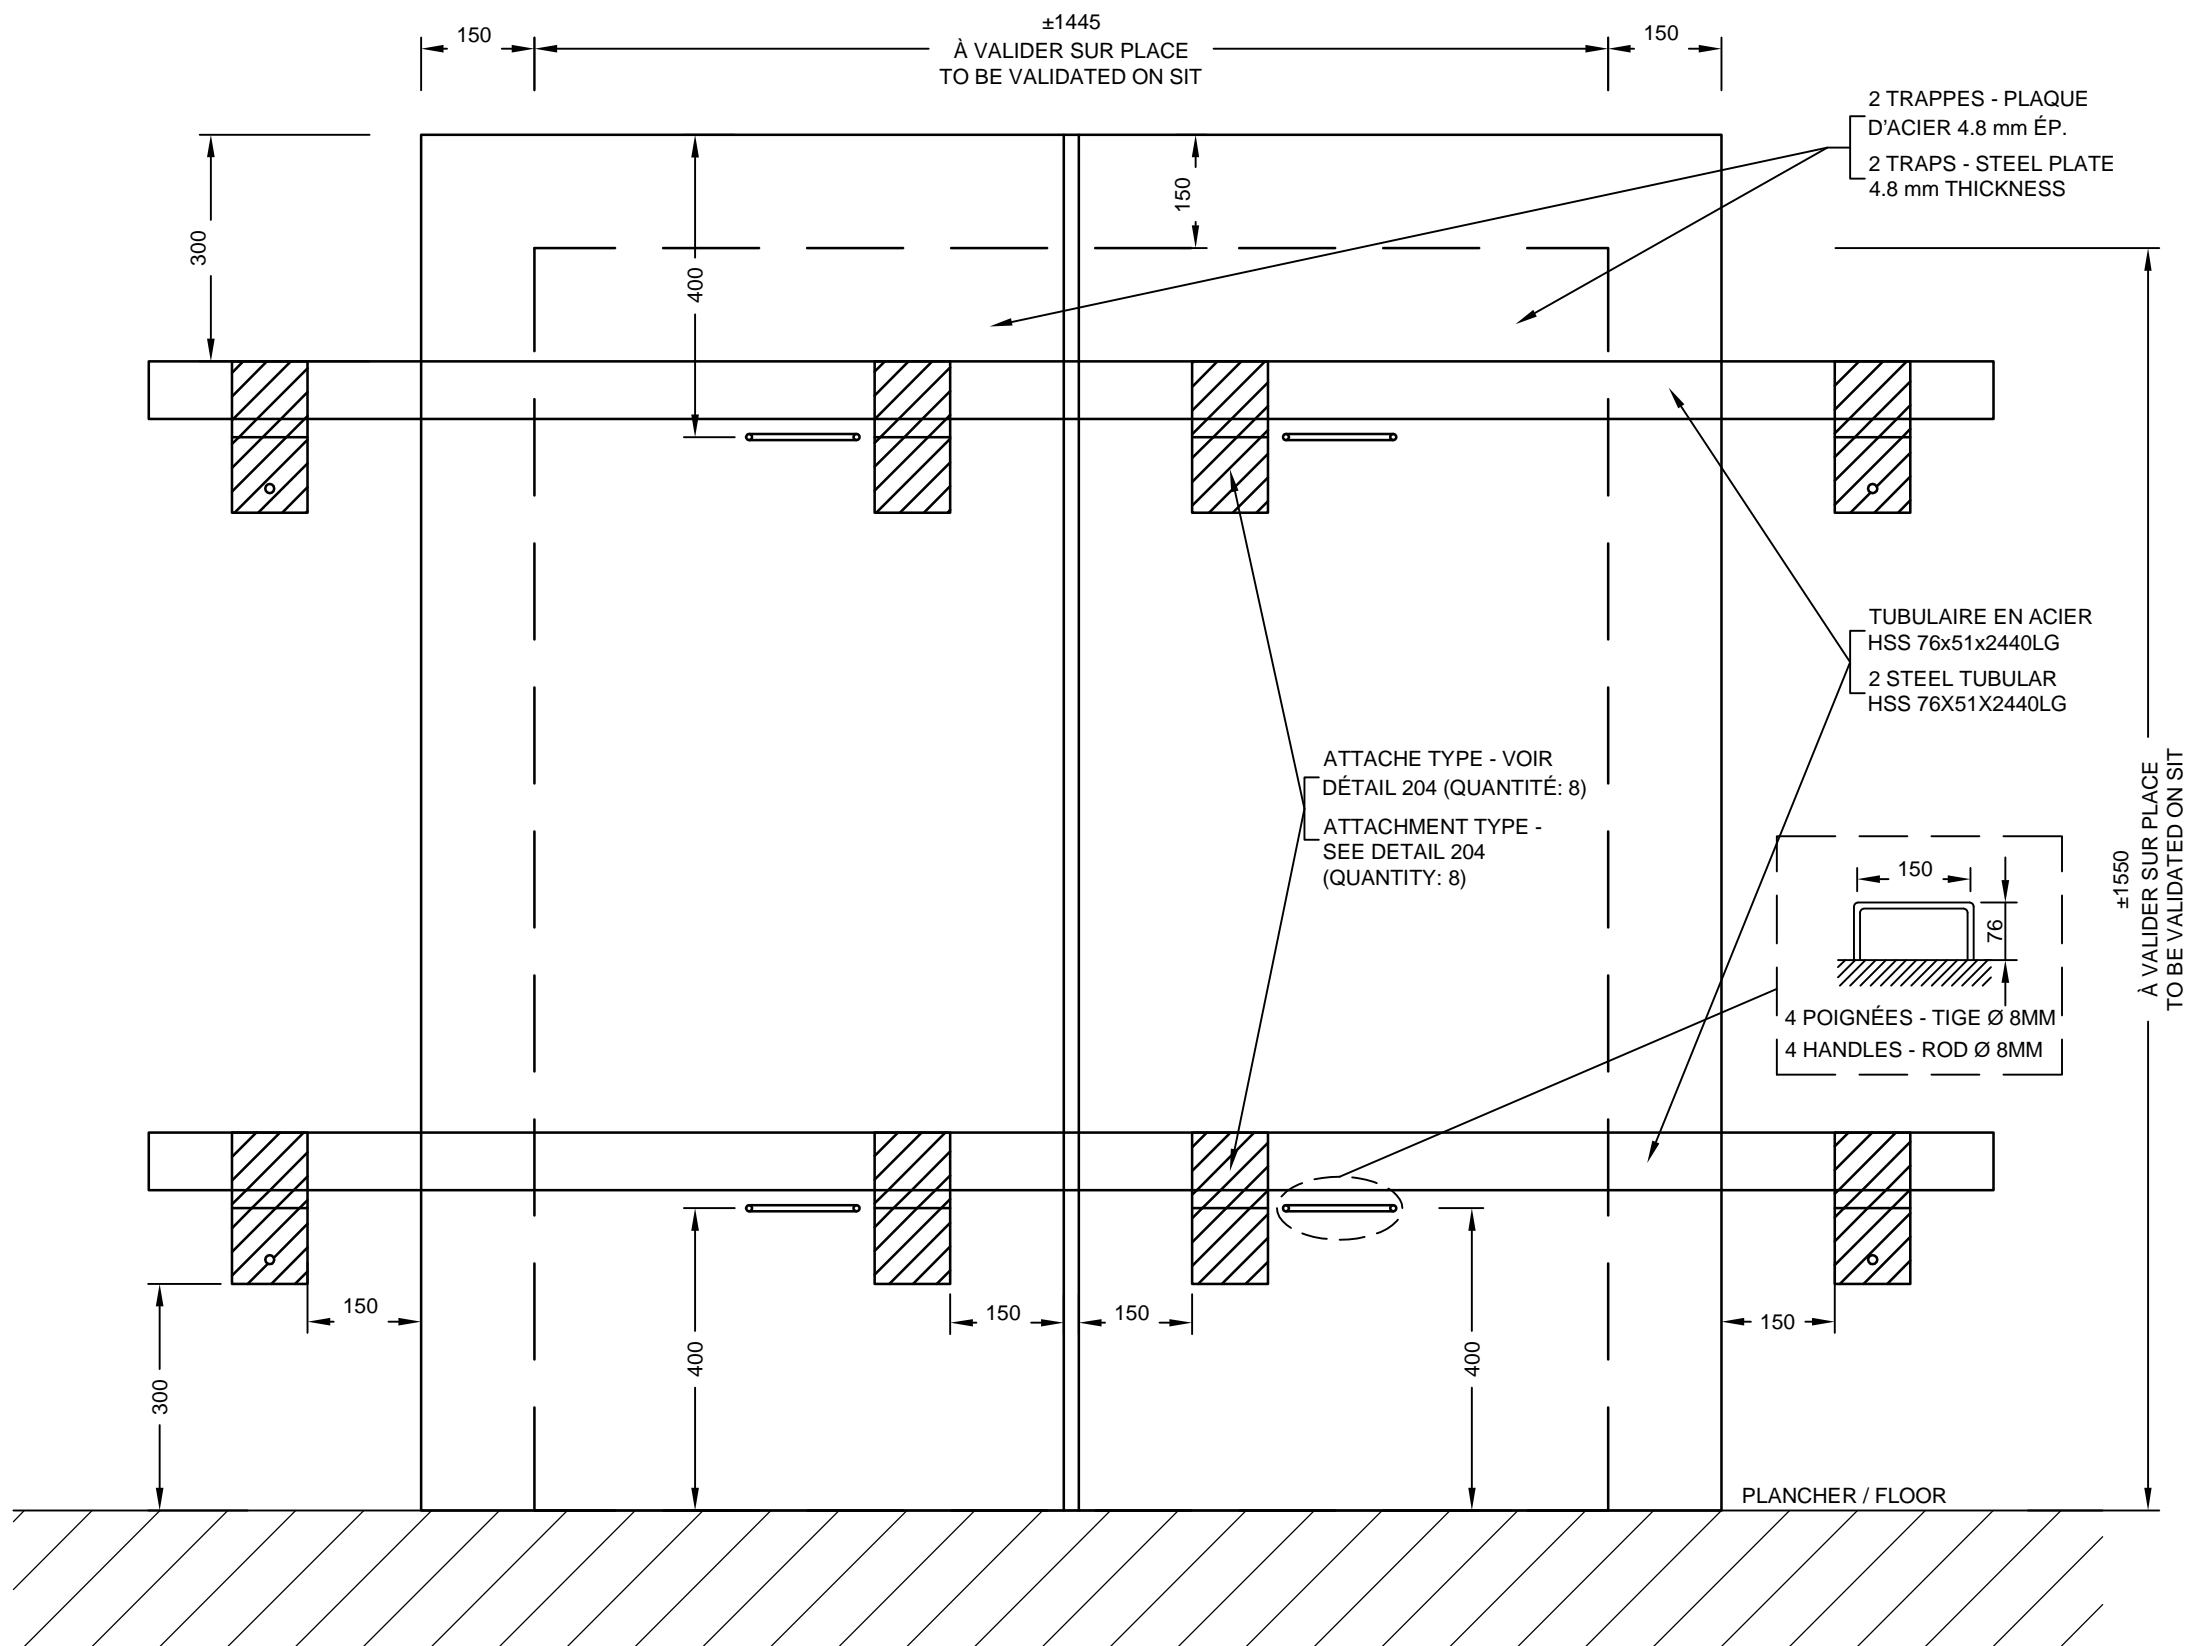 ±1445
À VALIDER SUR PLACE
TO BE VALIDATED ON SIT
150
150
2 TRAPPES - PLAQUE
D'ACIER 4.8 mm ÉP.
2 TRAPS - STEEL PLATE
4.8 mm THICKNESS
300
400
150
TUBULAIRE EN ACIER
HSS 76x51x2440LG
2 STEEL TUBULAR
HSS 76X51X2440LG
ATTACHE TYPE - VOIR
DÉTAIL 204 (QUANTITÉ: 8)
ATTACHMENT TYPE -
SEE DETAIL 204
(QUANTITY: 8)
±1550
À VALIDER SUR PLACE
TO BE VALIDATED ON SIT
150
76
4 POIGNÉES - TIGE Ø 8MM
4 HANDLES - ROD Ø 8MM
150
150
150
150
300
400
400
PLANCHER / FLOOR